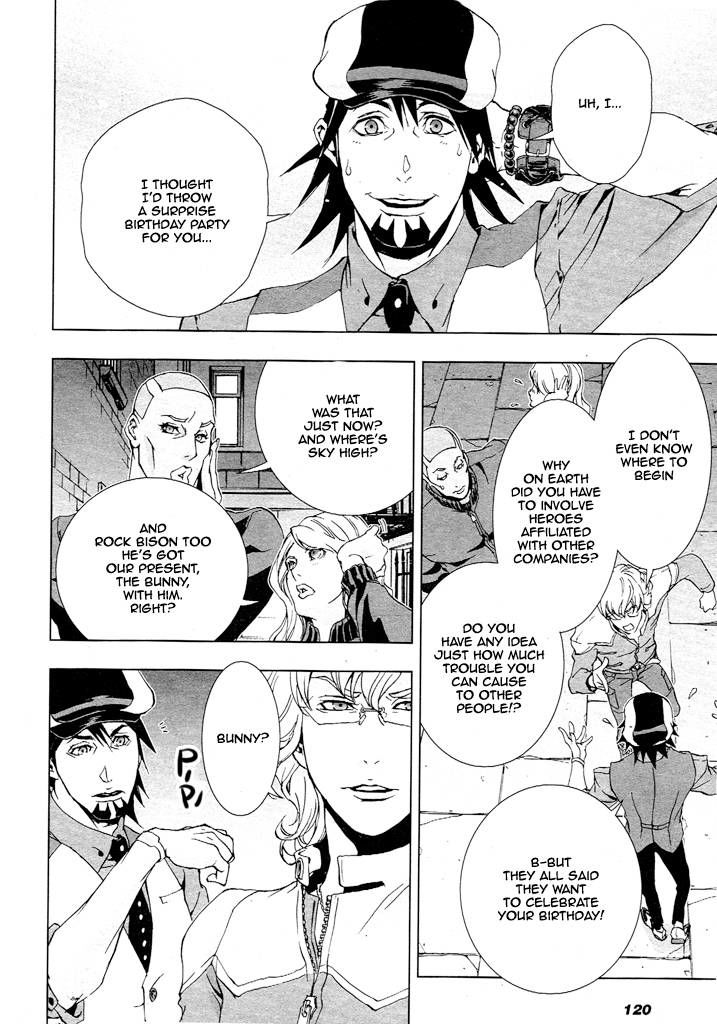 UH, I...
I THOUGHT
I'D THROW
A SURPRISE
BIRTHDAY PARTY
FOR YOU...
I DON'T
EVEN KNOW
WHERE TO
BEGIN
WHY
ON EARTH
DID YOU HAVE
TO INVOLVE
HEROES
AFFILIATED
WITH OTHER
COMPANIES?
DO YOU
HAVE ANY IDEA
JUST HOW MUCH
TROUBLE YOU
CAN CAUSE
TO OTHER
PEOPLE!?
B-BUT
THEY ALL SAID
THEY WANT
TO CELEBRATE
YOUR BIRTHDAY!
WHAT
WAS THAT
JUST NOW?
AND WHERE'S
SKY HIGH?
AND
ROCK BISON TOO
HE'S GOT
OUR PRESENT,
THE BUNNY,
WITH HIM.
RIGHT?
BUNNY?
P,
P,
120